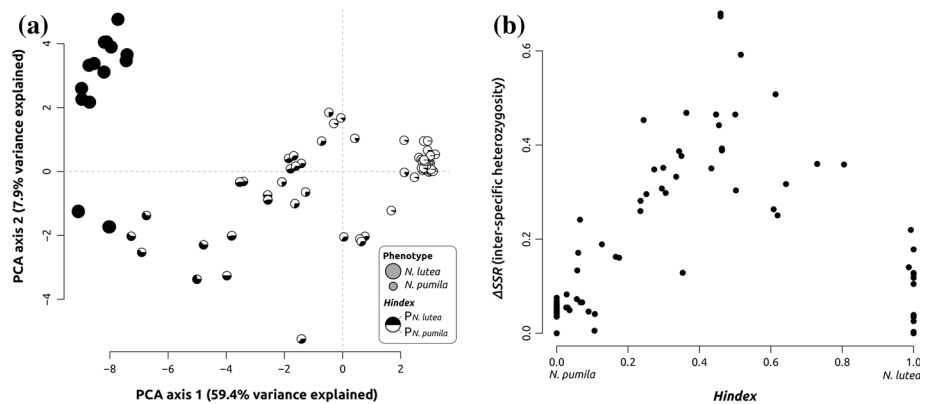 (a)
PCA axis 2 (7.9% variance explained)
4
2
0
−2
−4
−8
−6
−4
−2
0
2
PCA axis 1 (59.4% variance explained)
Phenotype
N. lutea
N. pumila
Hindex
P N. lutea
P N. pumila
(b)
ΔSSR (inter-specific heterozygosity)
0.6
0.4
0.2
0.0
0.0
0.2
0.4
0.6
0.8
1.0
N. pumila
N. lutea
Hindex